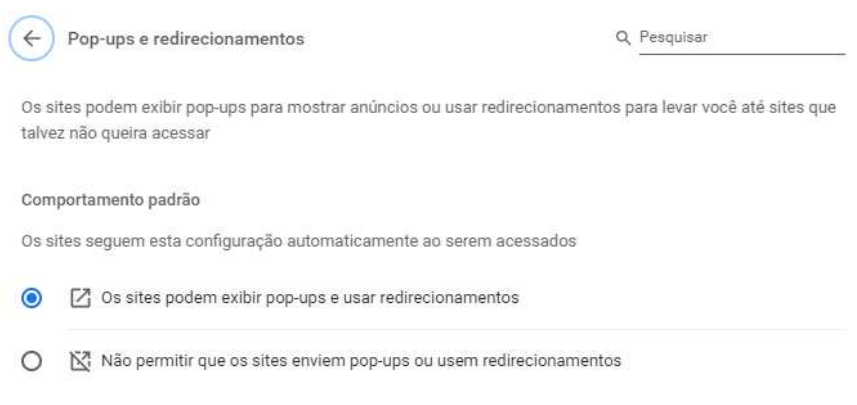 Pop-ups e redirecionamentos
Pesquisar
Os sites podem exibir pop-ups para mostrar anúncios ou usar redirecionamentos para levar você até sites que
talvez não queira acessar
Comportamento padrão
Os sites seguem esta configuração automaticamente ao serem acessados
Os sites podem exibir pop-ups e usar redirecionamentos
Não permitir que os sites enviem pop-ups ou usem redirecionamentos